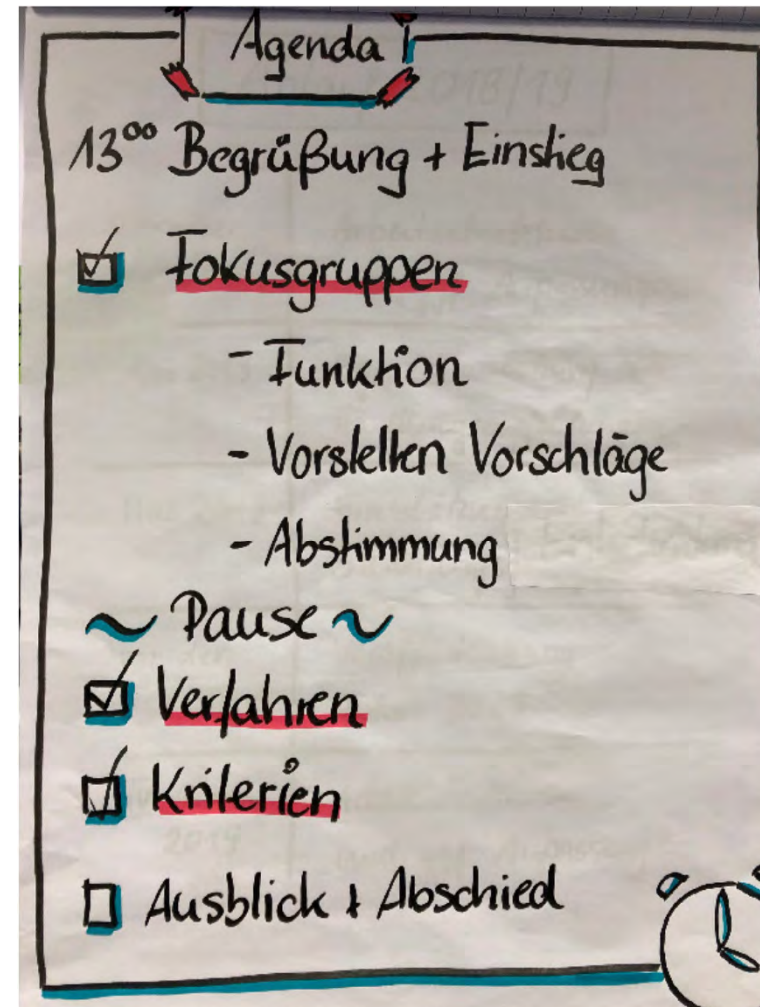 Agenda
13⁰⁰ Begrüßung + Einstieg
Fokusgruppen
- Funktion
- Vorstellen Vorschläge
- Abstimmung
~ Pause ~
Verfahren
Kriterien
Ausblick + Abschied